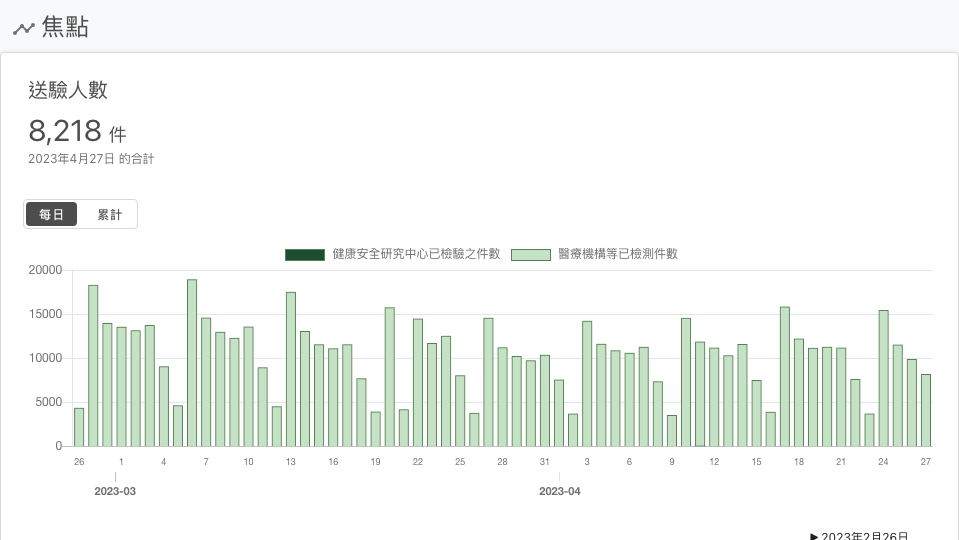 焦點
送驗人數
8,218 件
2023年4月27日 的合計
每日 累計
健康安全研究中心已檢驗之件數 醫療機構等已檢測件數
20000
15000
10000
5000
0
26 1 4 7 10 13 16 19 22 25 28 31 3 6 9 12 15 18 21 24 27
2023-03 2023-04
▶ 2023年2月26日